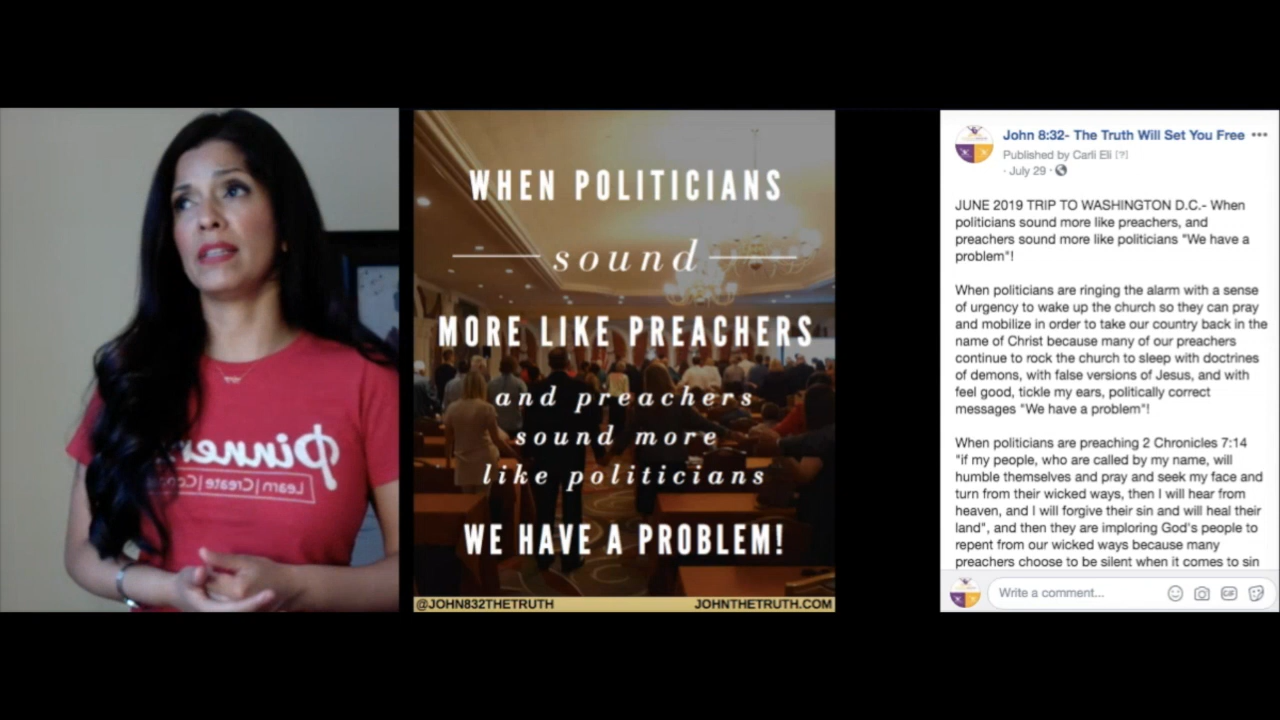 Pinners
Learn|Create|Con
WHEN POLITICIANS
sound
MORE LIKE PREACHERS
and preachers
sound more
like politicians
WE HAVE A PROBLEM!
@JOHN832THETRUTH
JOHNTHETRUTH.COM
John 8:32- The Truth Will Set You Free •••
Published by Carli Eli [?]
· July 29 ·
JUNE 2019 TRIP TO WASHINGTON D.C.- When
politicians sound more like preachers, and
preachers sound more like politicians "We have a
problem"!
When politicians are ringing the alarm with a sense
of urgency to wake up the church so they can pray
and mobilize in order to take our country back in the
name of Christ because many of our preachers
continue to rock the church to sleep with doctrines
of demons, with false versions of Jesus, and with
feel good, tickle my ears, politically correct
messages "We have a problem"!
When politicians are preaching 2 Chronicles 7:14
"if my people, who are called by my name, will
humble themselves and pray and seek my face and
turn from their wicked ways, then I will hear from
heaven, and I will forgive their sin and will heal their
land", and then they are imploring God's people to
repent from our wicked ways because many
preachers choose to be silent when it comes to sin
Write a comment...
GIF